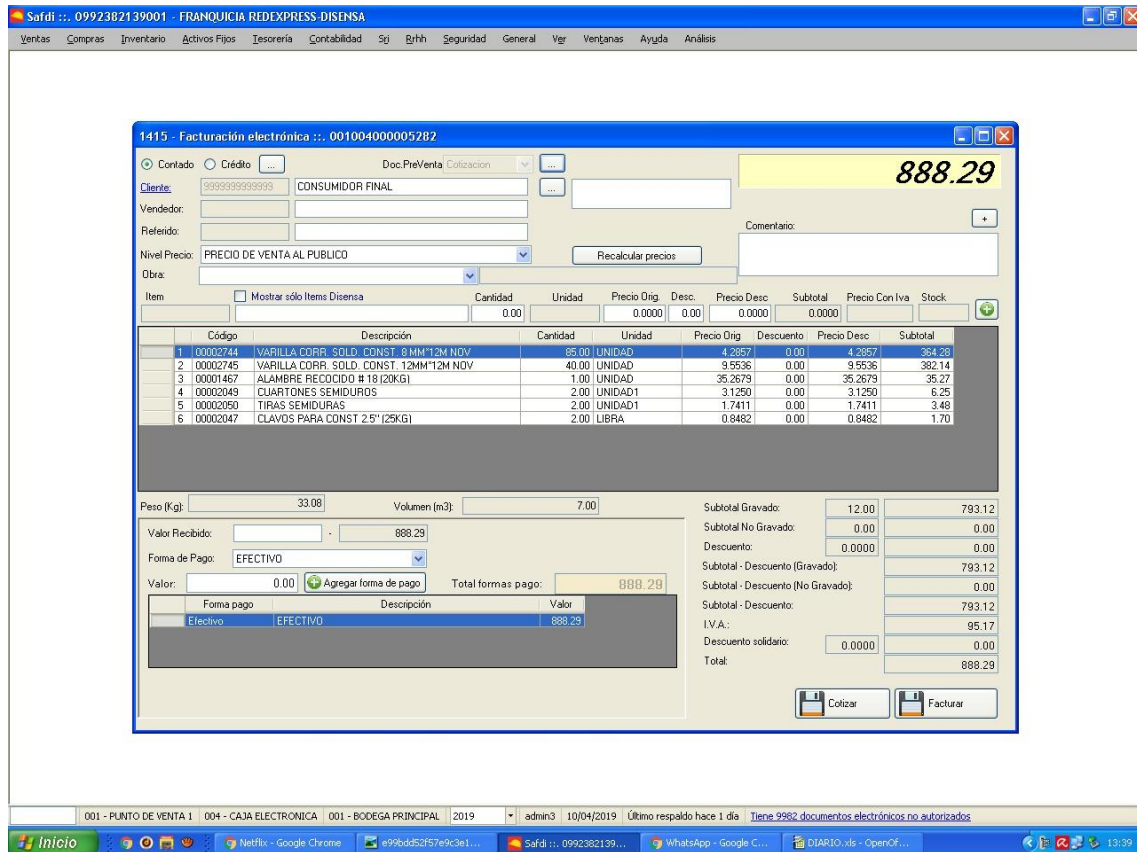 Safdi ::. 0992382139001 - FRANQUICIA REDEXPRESS-DISENSA
Ventas Compras Inventario Activos Fijos Tesorería Contabilidad Sri Rrhh Seguridad General Ver Ventanas Ayuda Análisis
1415 - Facturación electrónica ::. 001004000005282
Contado Crédito ... Doc.PreVenta Cotizacion ... 888.29
Cliente: 9999999999999 CONSUMIDOR FINAL ...
Vendedor:
Referido: Comentario: +
Nivel Precio: PRECIO DE VENTA AL PUBLICO Recalcular precios
Obra:
Item Mostrar sólo Items Disensa Cantidad Unidad Precio Orig. Desc. Precio Desc Subtotal Precio Con Iva Stock
0.00 0.0000 0.00 0.0000 0.0000
Código Descripción Cantidad Unidad Precio Orig Descuento Precio Desc Subtotal
1 00002744 VARILLA CORR. SOLD. CONST. 8 MM*12M NOV 85.00 UNIDAD 4.2857 0.00 4.2857 364.28
2 00002745 VARILLA CORR. SOLD. CONST. 12MM*12M NOV 40.00 UNIDAD 9.5536 0.00 9.5536 382.14
3 00001467 ALAMBRE RECOCIDO # 18 (20KG) 1.00 UNIDAD 35.2679 0.00 35.2679 35.27
4 00002049 CUARTONES SEMIDUROS 2.00 UNIDAD1 3.1250 0.00 3.1250 6.25
5 00002050 TIRAS SEMIDURAS 2.00 UNIDAD1 1.7411 0.00 1.7411 3.48
6 00002047 CLAVOS PARA CONST 2.5" (25KG) 2.00 LIBRA 0.8482 0.00 0.8482 1.70
Peso (Kg): 33.08 Volumen (m3): 7.00 Subtotal Gravado: 12.00 793.12
Valor Recibido: - 888.29 Subtotal No Gravado: 0.00 0.00
Descuento: 0.0000 0.00
Forma de Pago: EFECTIVO Subtotal - Descuento (Gravado): 793.12
Valor: 0.00 Agregar forma de pago Total formas pago: 888.29 Subtotal - Descuento (No Gravado): 0.00
Forma pago Descripción Valor Subtotal - Descuento: 793.12
Efectivo EFECTIVO 888.29 I.V.A.: 95.17
Descuento solidario: 0.0000 0.00
Total: 888.29
Cotizar Facturar
001 - PUNTO DE VENTA 1 004 - CAJA ELECTRONICA 001 - BODEGA PRINCIPAL 2019 admin3 10/04/2019 Último respaldo hace 1 día Tiene 9982 documentos electrónicos no autorizados
Inicio Netflix - Google Chrome e99bdd52f57e9c3e1... Safdi ::. 0992382139... WhatsApp - Google C... DIARIO.xls - OpenOf... 13:39